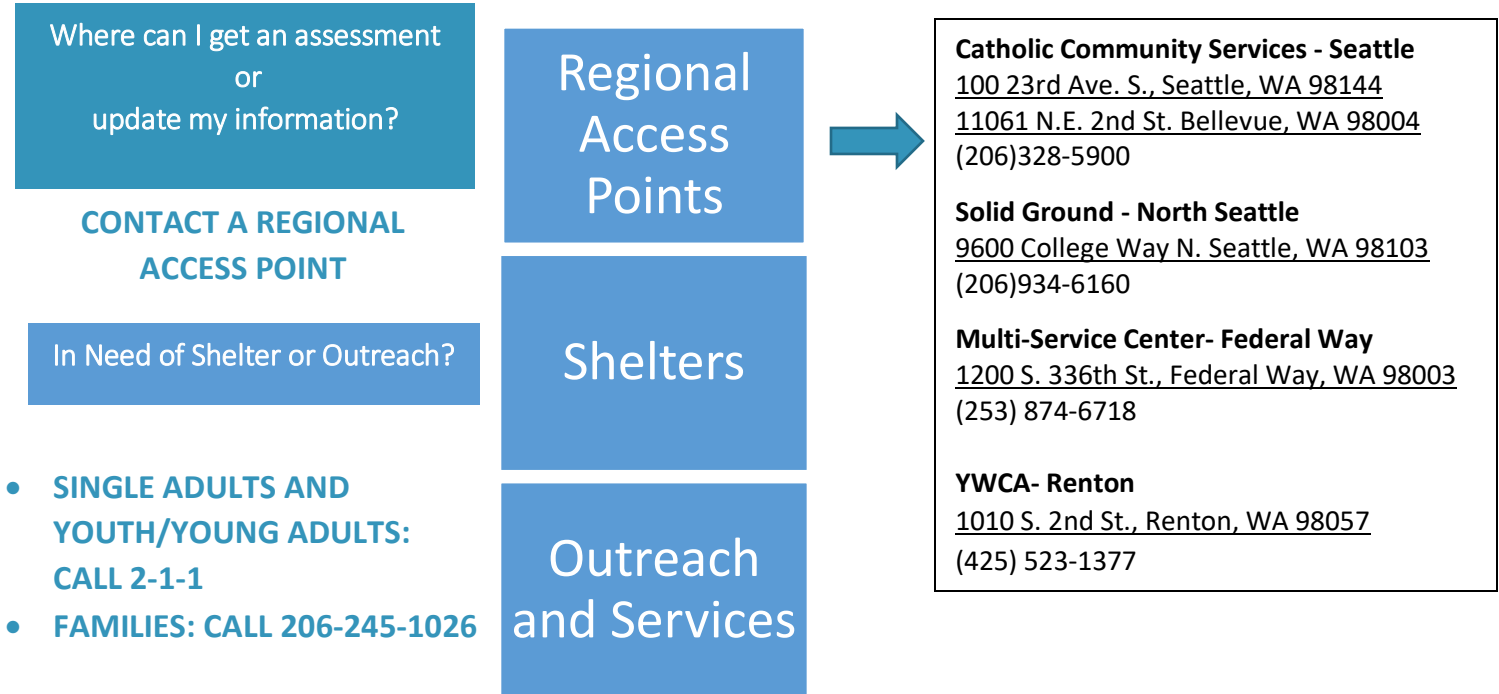 Where can I get an assessment
or
update my information?
CONTACT A REGIONAL
ACCESS POINT
In Need of Shelter or Outreach?
• SINGLE ADULTS AND
YOUTH/YOUNG ADULTS:
CALL 2-1-1
• FAMILIES: CALL 206-245-1026
Regional
Access
Points
Shelters
Outreach
and Services
Catholic Community Services - Seattle
100 23rd Ave. S., Seattle, WA 98144
11061 N.E. 2nd St. Bellevue, WA 98004
(206)328-5900
Solid Ground - North Seattle
9600 College Way N. Seattle, WA 98103
(206)934-6160
Multi-Service Center- Federal Way
1200 S. 336th St., Federal Way, WA 98003
(253) 874-6718
YWCA- Renton
1010 S. 2nd St., Renton, WA 98057
(425) 523-1377